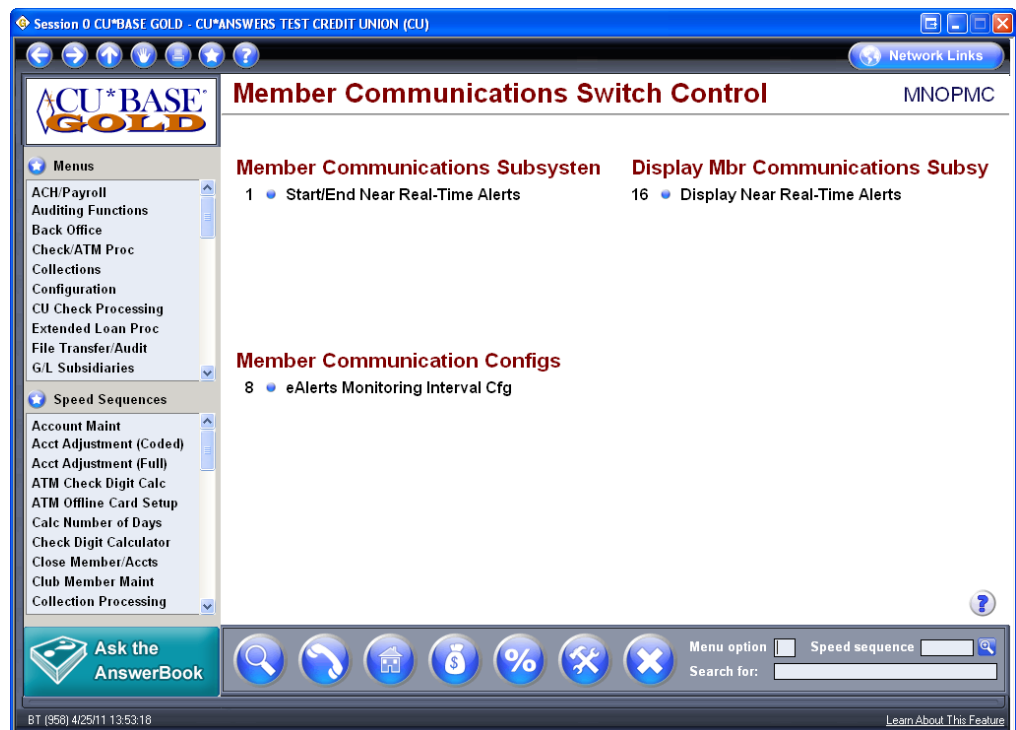 Session 0 CU*BASE GOLD - CU*ANSWERS TEST CREDIT UNION (CU)
Network Links
CU*BASE®
GOLD
Member Communications Switch Control
MNOPMC
Menus
ACH/Payroll
Auditing Functions
Back Office
Check/ATM Proc
Collections
Configuration
CU Check Processing
Extended Loan Proc
File Transfer/Audit
G/L Subsidiaries
Speed Sequences
Account Maint
Acct Adjustment (Coded)
Acct Adjustment (Full)
ATM Check Digit Calc
ATM Offline Card Setup
Calc Number of Days
Check Digit Calculator
Close Member/Accts
Club Member Maint
Collection Processing
Member Communications Subsysten
1 Start/End Near Real-Time Alerts
Display Mbr Communications Subsy
16 Display Near Real-Time Alerts
Member Communication Configs
8 eAlerts Monitoring Interval Cfg
Ask the
AnswerBook
Menu option
Speed sequence
Search for:
BT (958) 4/25/11 13:53:18
Learn About This Feature